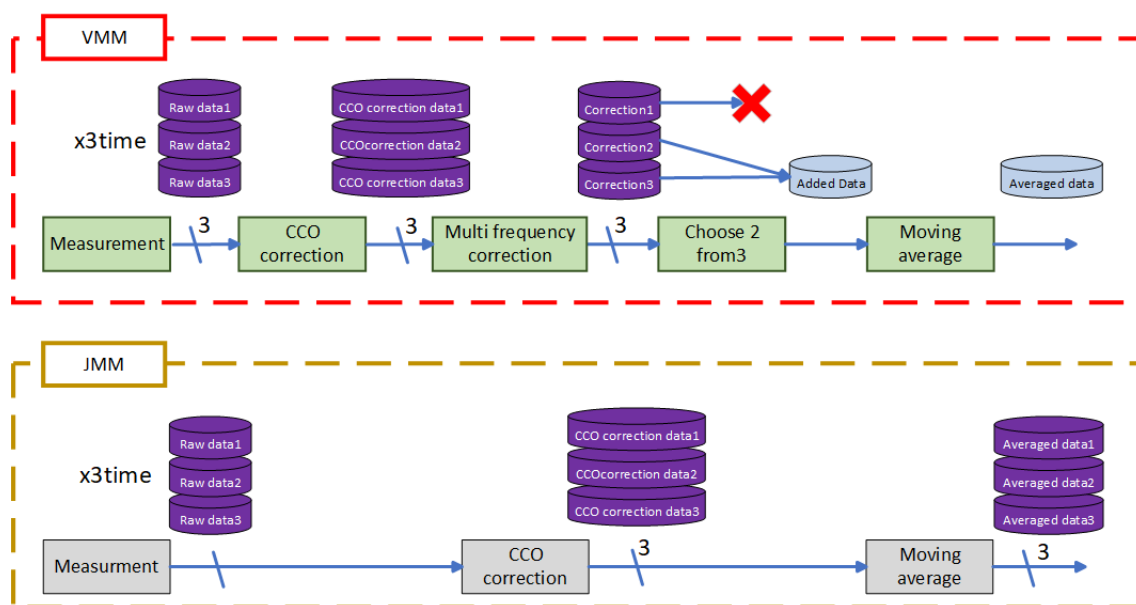 VMM
x3time
Raw data1
Raw data2
Raw data3
CCO correction data1
CCOcorrection data2
CCO correction data3
Correction1
Correction2
Correction3
Added Data
Averaged data
Measurement
3
CCO
correction
3
Multi frequency
correction
3
Choose 2
from3
Moving
average
JMM
x3time
Raw data1
Raw data2
Raw data3
CCO correction data1
CCOcorrection data2
CCO correction data3
Averaged data1
Averaged data2
Averaged data3
Measurment
CCO
correction
3
Moving
average
3